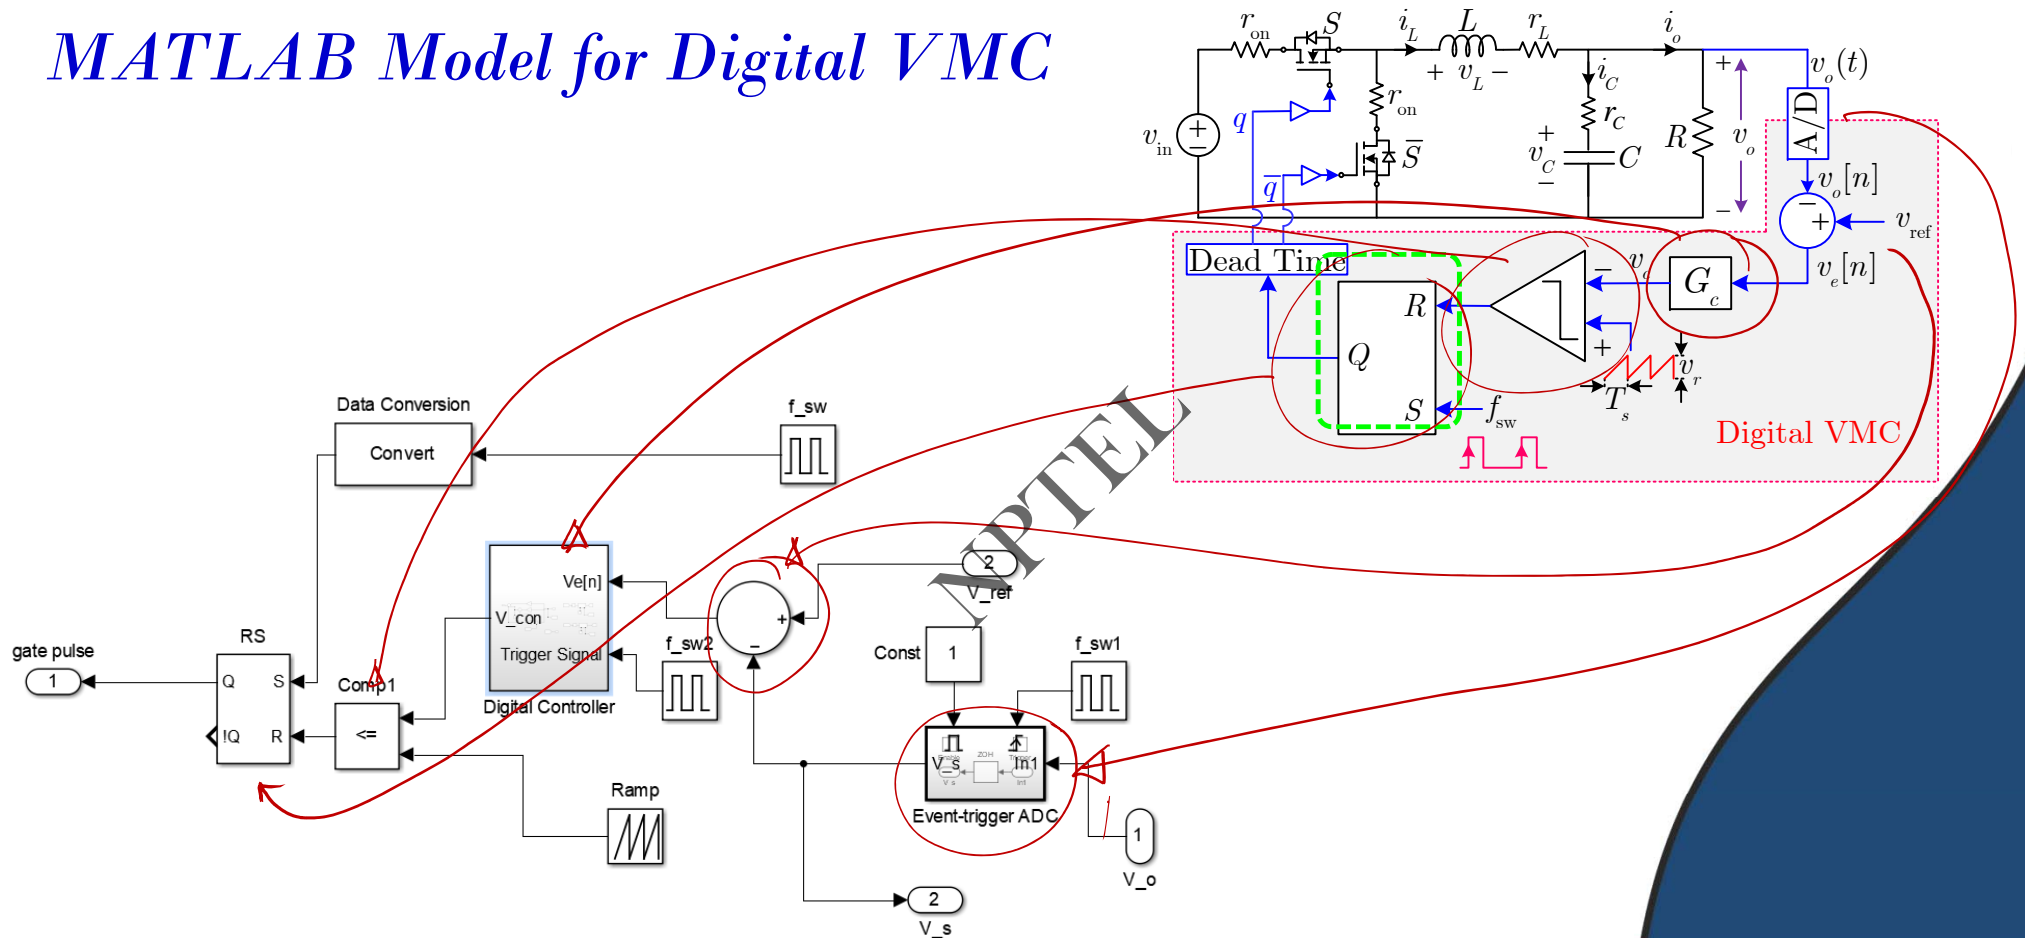 MATLAB Model for Digital VMC
r_on
S
i_L
L
r_L
i_o
+ v_L −
v_o(t)
i_C
+
A/D
q
r_on
r_C
v_in
+
−
S̅
+
v_C
−
C
R
v_o
q̅
v_o[n]
−
−
+
v_ref
Dead Time
v_c
−
G_c
v_e[n]
R
Q
+
v_r
T_s
S
f_sw
Digital VMC
NPTEL
Data Conversion
Convert
f_sw
Ve[n]
V_con
Trigger Signal
Digital Controller
f_sw2
+
−
2
V_ref
Const
1
f_sw1
RS
gate pulse
1
Q
S
!Q
R
Comp1
<=
Ramp
ZOH
V_s
In1
V_s
In1
Event-trigger ADC
1
V_o
2
V_s